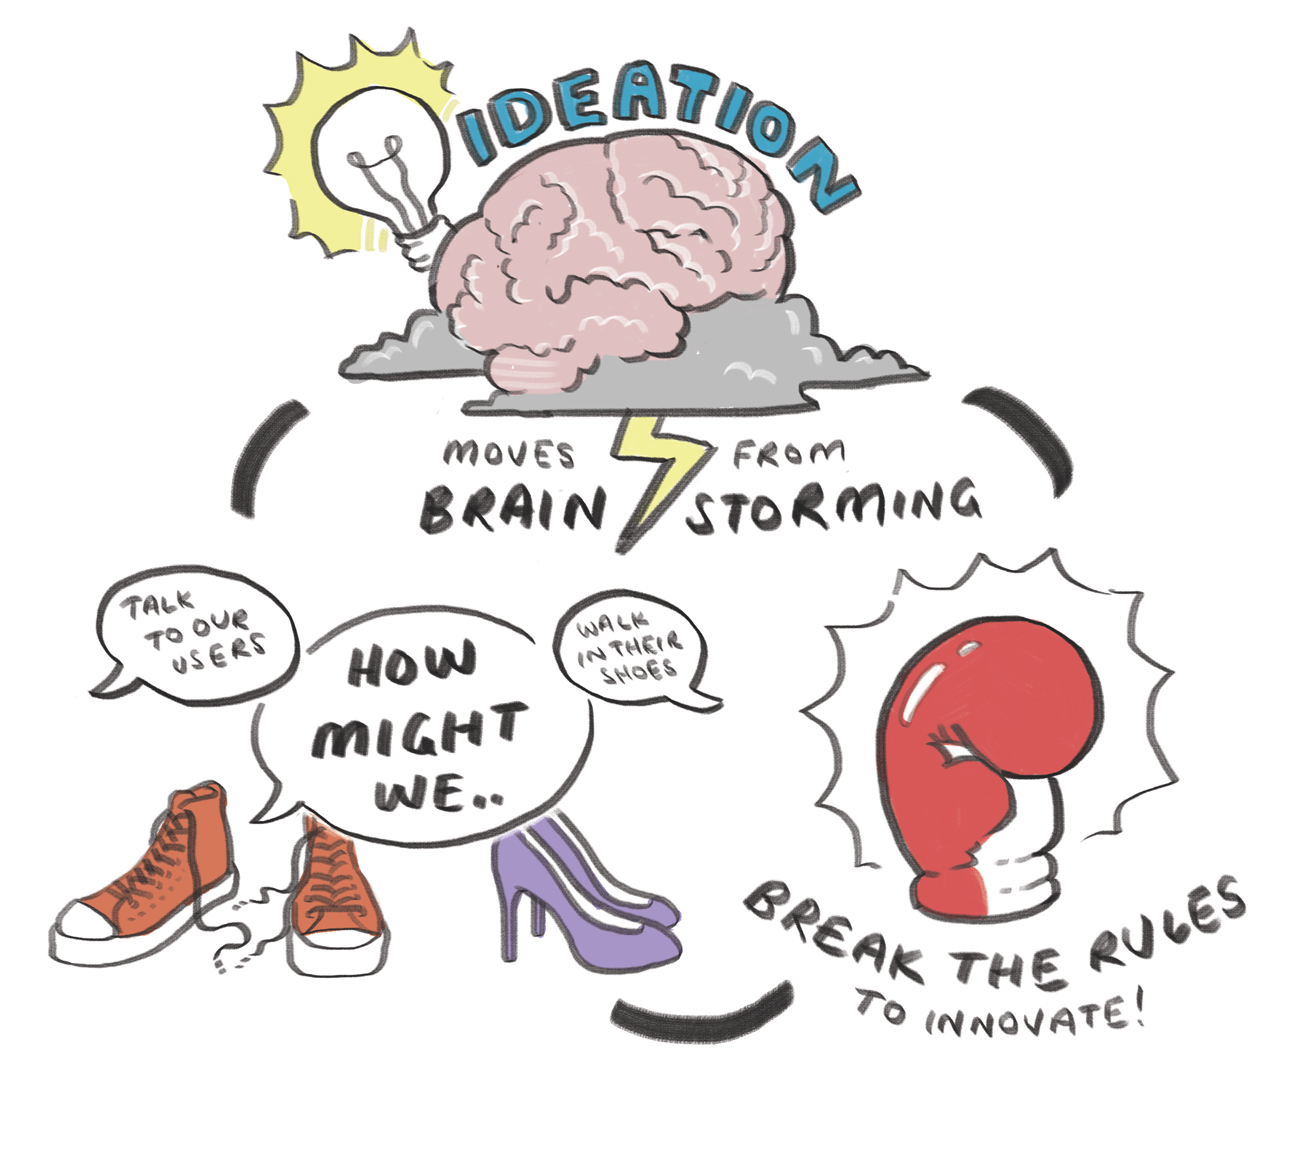 IDEATION
MOVES FROM
BRAIN STORMING
TALK
TO OUR
USERS
HOW
MIGHT
WE..
WALK
IN THEIR
SHOES
BREAK THE RULES
TO INNOVATE!